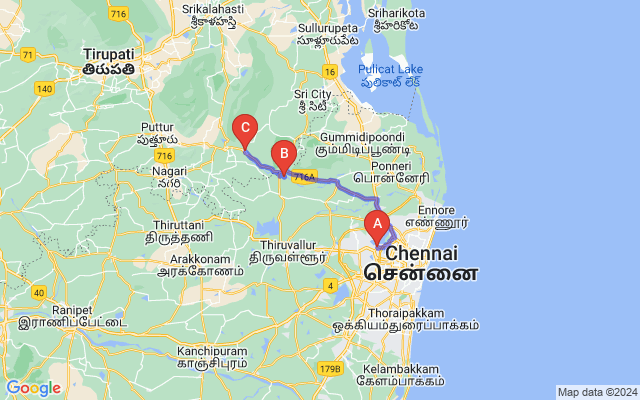 Srikalahasti
శ్రీకాళహస్తి
716
Sriharikota
శ్రీహరికోట
Sullurupeta
సూళ్లూరుపేట
71
Tirupati
తిరుపతి
16
Pulicat Lake
పులికాట్ లేక్
140
Sri City
శ్రీ సిటీ
Puttur
పుత్తూరు
C
716
Gummidipoondi
கும்மிடிப்பூண்டி
B
716A
Ponneri
பொன்னேரி
Nagari
నగరి
Ennore
எண்ணூர்
Thiruttani
திருத்தணி
A
Thiruvallur
திருவள்ளூர்
Chennai
சென்னை
Arakkonam
அரக்கோணம்
4
40
Ranipet
இராணிப்பேட்டை
Thoraipakkam
ஒக்கியம்துரைப்பாக்கம்
Kanchipuram
காஞ்சிபுரம்
179B
Kelambakkam
கேளம்பாக்கம்
Google
Map data ©2024